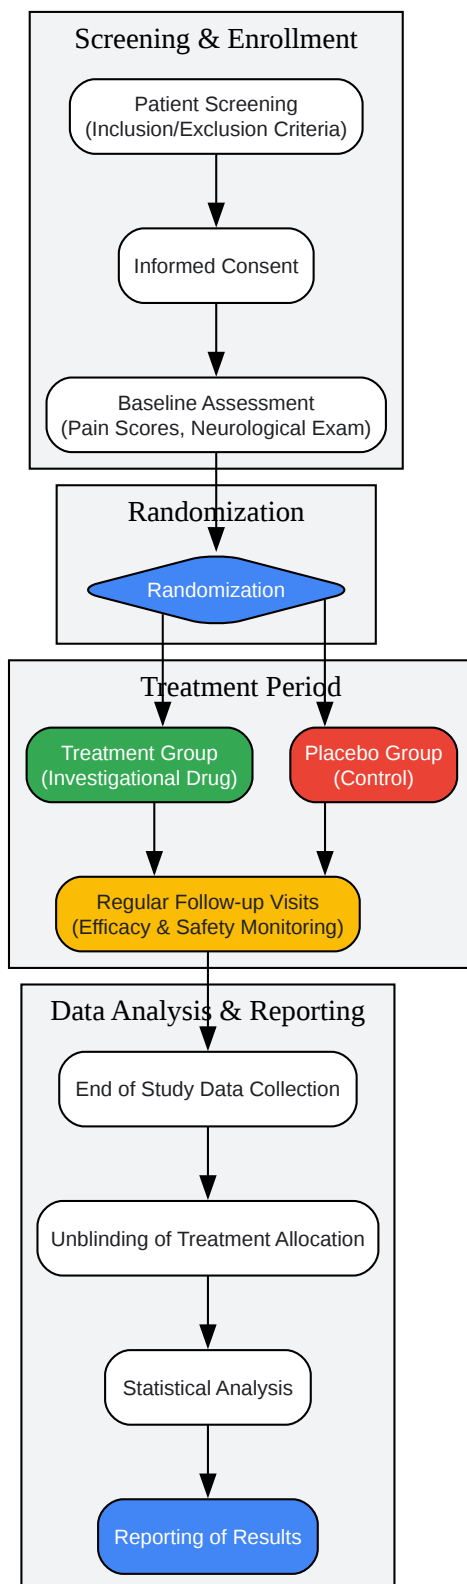 Screening & Enrollment
Patient Screening
(Inclusion/Exclusion Criteria)
Informed Consent
Baseline Assessment
(Pain Scores, Neurological Exam)
Randomization
Randomization
Treatment Period
Treatment Group
(Investigational Drug)
Placebo Group
(Control)
Regular Follow-up Visits
(Efficacy & Safety Monitoring)
Data Analysis & Reporting
End of Study Data Collection
Unblinding of Treatment Allocation
Statistical Analysis
Reporting of Results